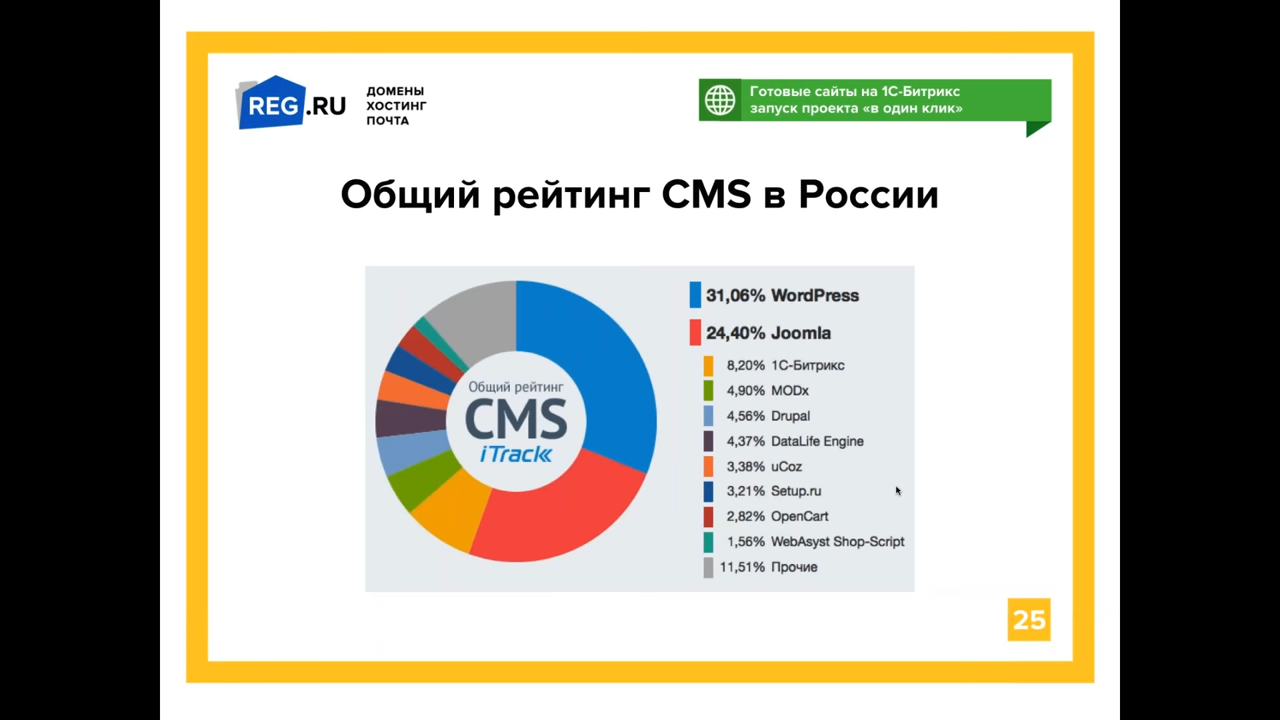 REG.RU
ДОМЕНЫ
ХОСТИНГ
ПОЧТА
Готовые сайты на 1С-Битрикс
запуск проекта «в один клик»
Общий рейтинг CMS в России
Общий рейтинг
CMS
iTrack
31,06% WordPress
24,40% Joomla
8,20% 1С-Битрикс
4,90% MODx
4,56% Drupal
4,37% DataLife Engine
3,38% uCoz
3,21% Setup.ru
2,82% OpenCart
1,56% WebAsyst Shop-Script
11,51% Прочие
25